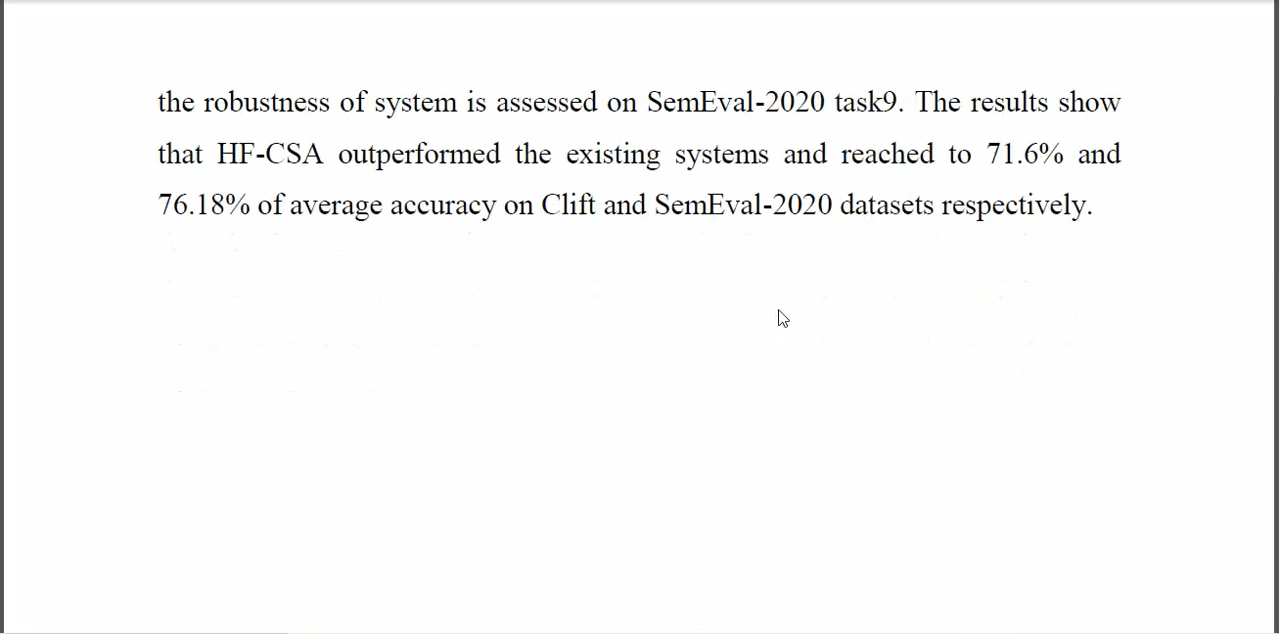 the robustness of system is assessed on SemEval-2020 task9. The results show
that HF-CSA outperformed the existing systems and reached to 71.6% and
76.18% of average accuracy on Clift and SemEval-2020 datasets respectively.